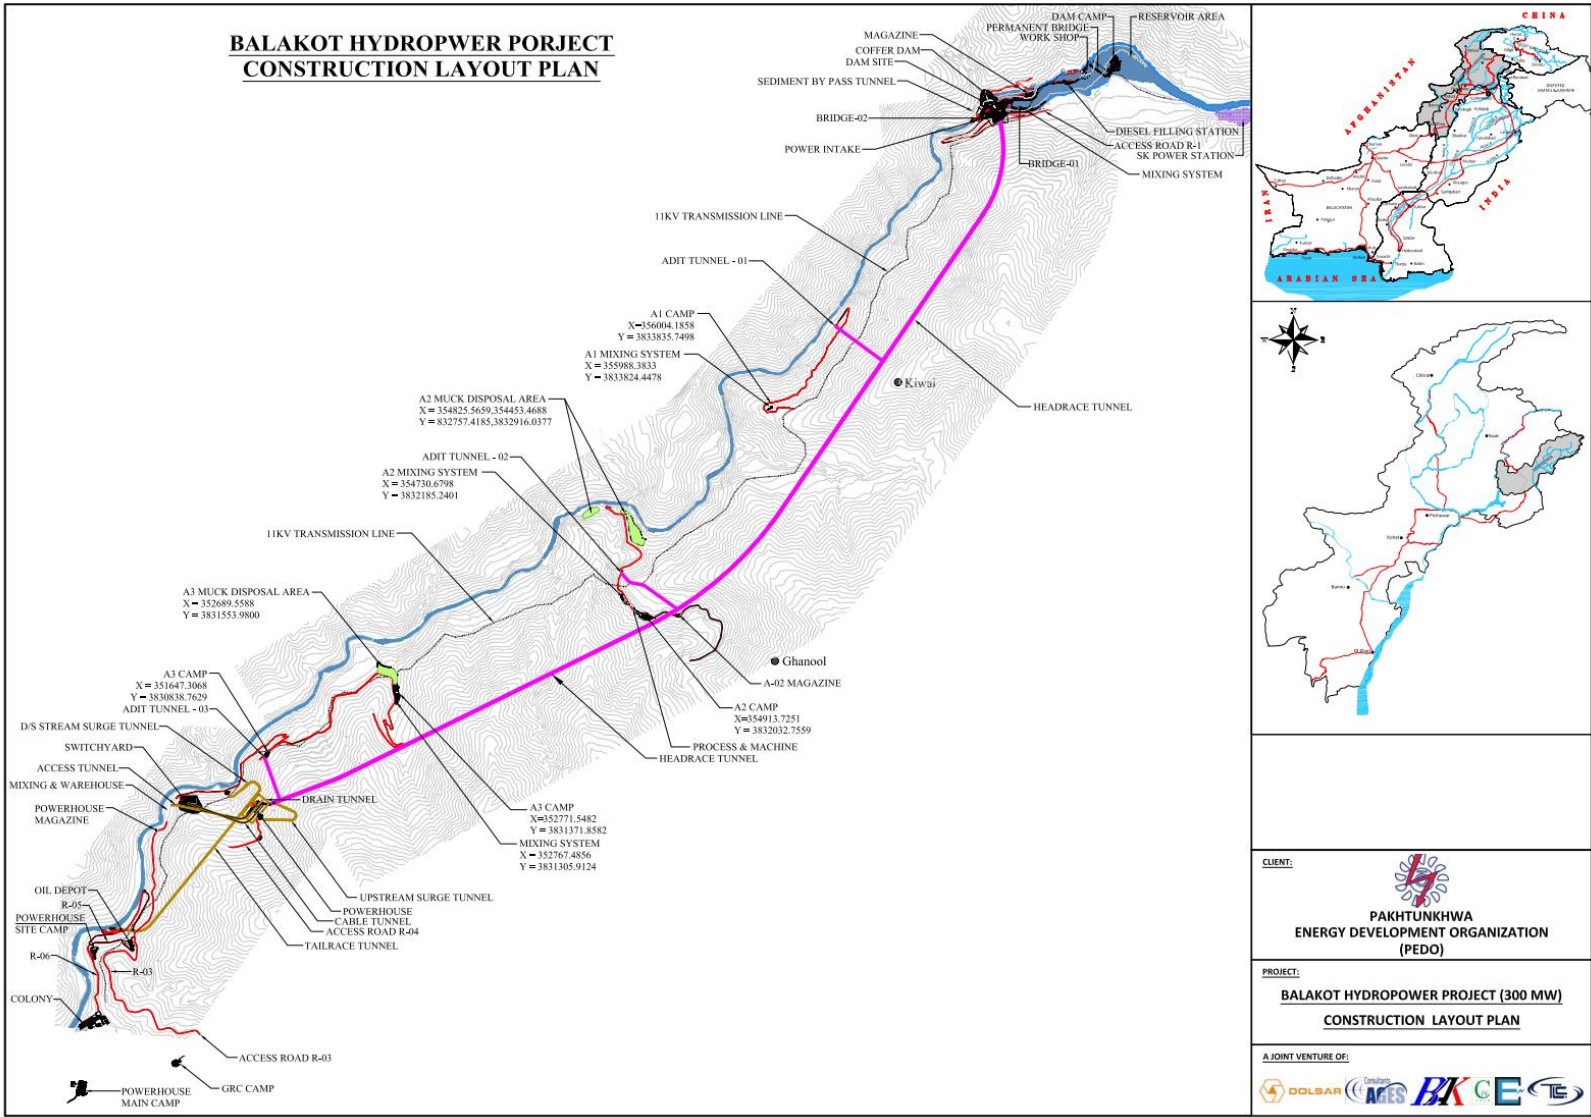 BALAKOT HYDROPWER PORJECT
CONSTRUCTION LAYOUT PLAN
DAM CAMP
RESERVOIR AREA
PERMANENT BRIDGE
WORK SHOP
MAGAZINE
COFFER DAM
DAM SITE
SEDIMENT BY PASS TUNNEL
BRIDGE-02
POWER INTAKE
DIESEL FILLING STATION
ACCESS ROAD R-1
SK POWER STATION
BRIDGE-01
MIXING SYSTEM
11KV TRANSMISSION LINE
ADIT TUNNEL - 01
A1 CAMP
X=356004.1858
Y = 3833835.7498
A1 MIXING SYSTEM
X = 355988.3833
Y = 3833824.4478
Kiwai
HEADRACE TUNNEL
A2 MUCK DISPOSAL AREA
X = 354825.5659,354453.4688
Y = 832757.4185,3832916.0377
ADIT TUNNEL - 02
A2 MIXING SYSTEM
X = 354730.6798
Y = 3832185.2401
11KV TRANSMISSION LINE
A3 MUCK DISPOSAL AREA
X = 352689.5588
Y = 3831553.9800
Ghanool
A-02 MAGAZINE
A2 CAMP
X=354913.7251
Y = 3832032.7559
PROCESS & MACHINE
HEADRACE TUNNEL
A3 CAMP
X = 351647.3068
Y = 3830838.7629
ADIT TUNNEL - 03
D/S STREAM SURGE TUNNEL
SWITCHYARD
ACCESS TUNNEL
MIXING & WAREHOUSE
POWERHOUSE
MAGAZINE
DRAIN TUNNEL
A3 CAMP
X=352771.5482
Y = 3831371.8582
MIXING SYSTEM
X = 352767.4856
Y = 3831305.9124
UPSTREAM SURGE TUNNEL
POWERHOUSE
CABLE TUNNEL
ACCESS ROAD R-04
TAILRACE TUNNEL
OIL DEPOT
R-05
POWERHOUSE
SITE CAMP
R-06
R-03
COLONY
ACCESS ROAD R-03
GRC CAMP
POWERHOUSE
MAIN CAMP
CHINA
AFGHANISTAN
IRAN
INDIA
ARABIAN SEA
BALUCHISTAN
Chitral
Swat
Peshawar
Kohat
Bannu
CLIENT:
PAKHTUNKHWA
ENERGY DEVELOPMENT ORGANIZATION
(PEDO)
PROJECT:
BALAKOT HYDROPOWER PROJECT (300 MW)
CONSTRUCTION LAYOUT PLAN
A JOINT VENTURE OF:
DOLSAR
Consultants
AGES
BAK
CE
TES